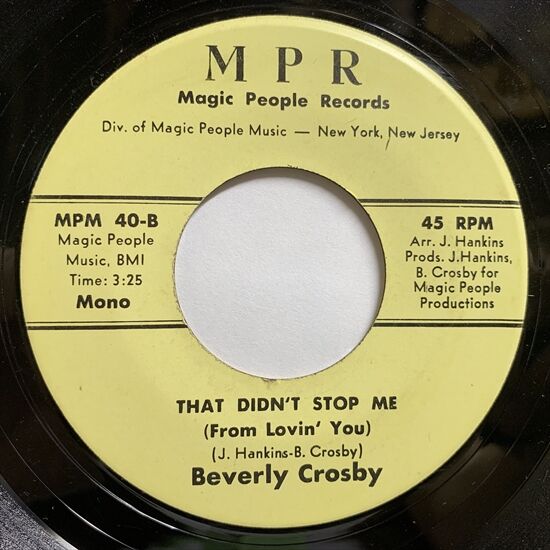 M P R
Magic People Records
Div. of Magic People Music — New York, New Jersey
MPM 40-B
Magic People
Music, BMI
Time: 3:25
Mono
45 RPM
Arr. J. Hankins
Prods. J.Hankins,
B. Crosby for
Magic People
Productions
THAT DIDN'T STOP ME
(From Lovin' You)
(J. Hankins-B. Crosby)
Beverly Crosby